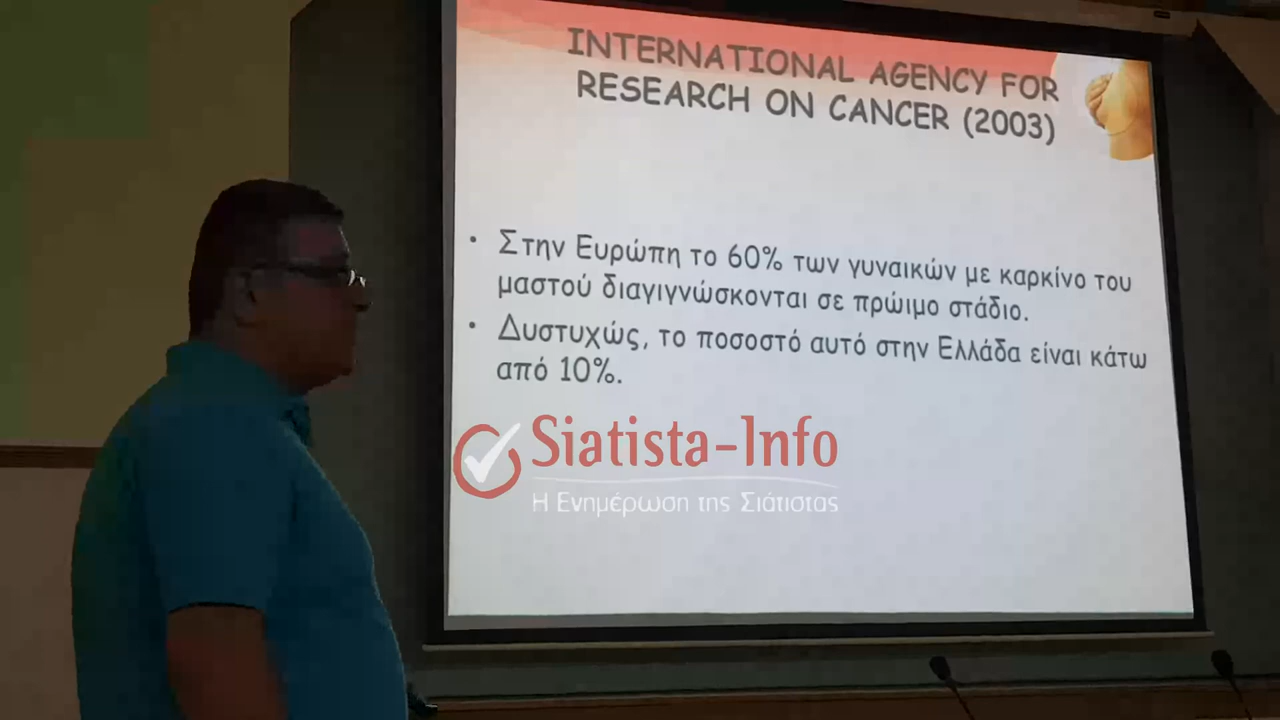 INTERNATIONAL AGENCY FOR
RESEARCH ON CANCER (2003)
• Στην Ευρώπη το 60% των γυναικών με καρκίνο του
μαστού διαγιγνώσκονται σε πρώιμο στάδιο.
• Δυστυχώς, το ποσοστό αυτό στην Ελλάδα είναι κάτω
από 10%.
Siatista-Info
Η Ενημέρωση της Σιάτιστας